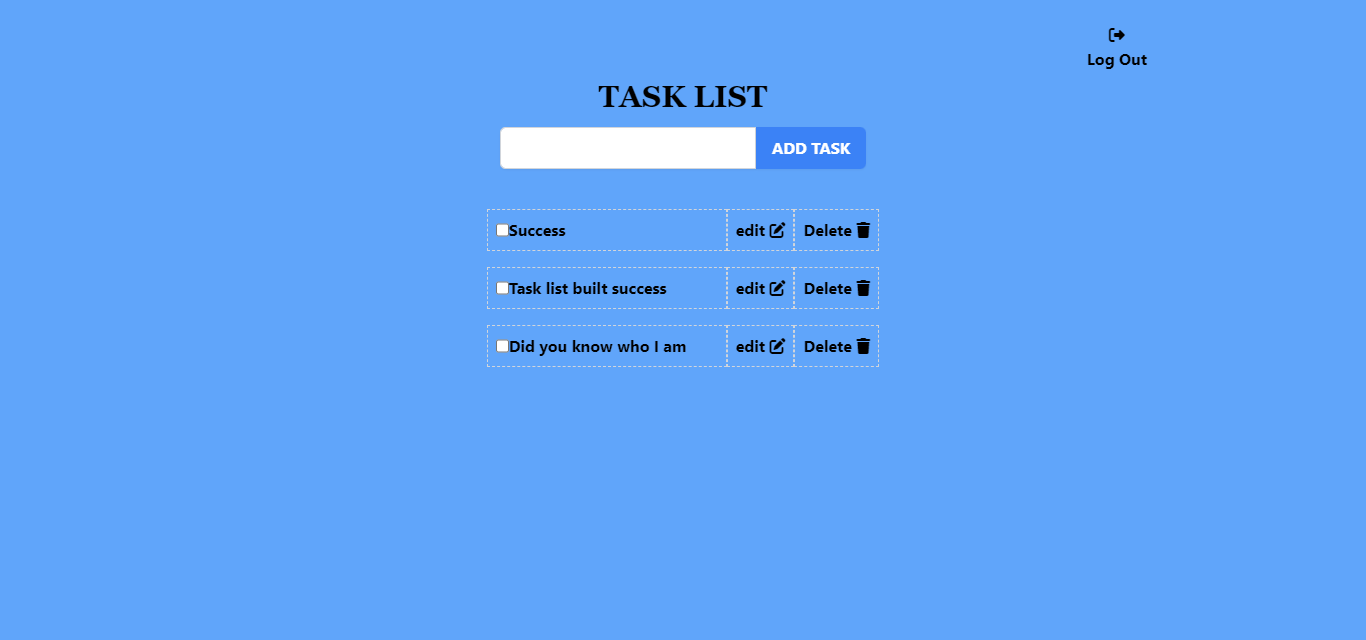 Log Out
TASK LIST
ADD TASK
Success edit Delete
Task list built success edit Delete
Did you know who I am edit Delete